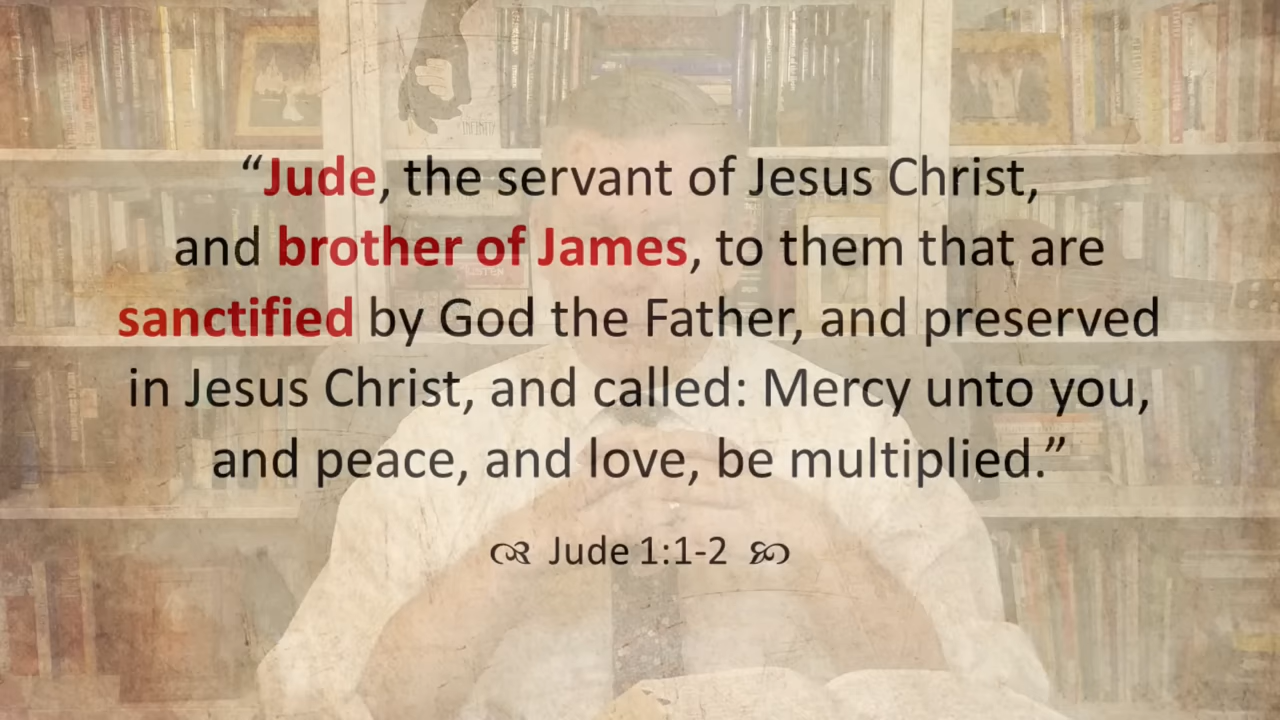 “Jude, the servant of Jesus Christ,
and brother of James, to them that are
sanctified by God the Father, and preserved
in Jesus Christ, and called: Mercy unto you,
and peace, and love, be multiplied.”
Jude 1:1-2